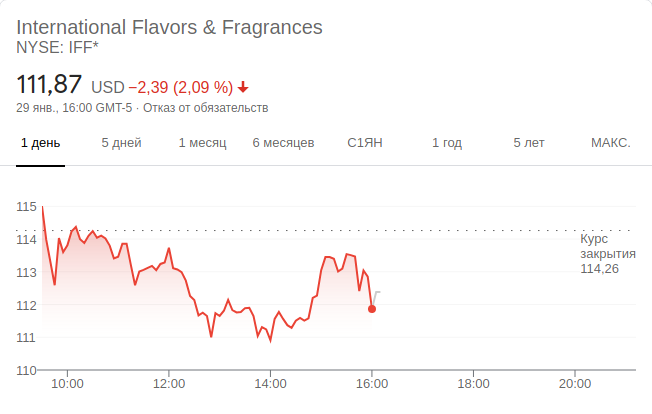 International Flavors & Fragrances
NYSE: IFF*
111,87 USD −2,39 (2,09 %)
29 янв., 16:00 GMT-5 · Отказ от обязательств
1 день 5 дней 1 месяц 6 месяцев С1ЯН 1 год 5 лет МАКС.
115
114
113
112
111
110
Курс
закрытия
114,26
10:00 12:00 14:00 16:00 18:00 20:00